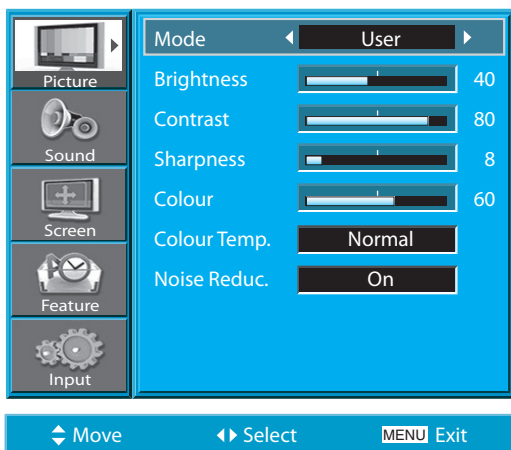 Picture
Sound
Screen
Feature
Input
Mode User
Brightness 40
Contrast 80
Sharpness 8
Colour 60
Colour Temp. Normal
Noise Reduc. On
Move Select MENU Exit